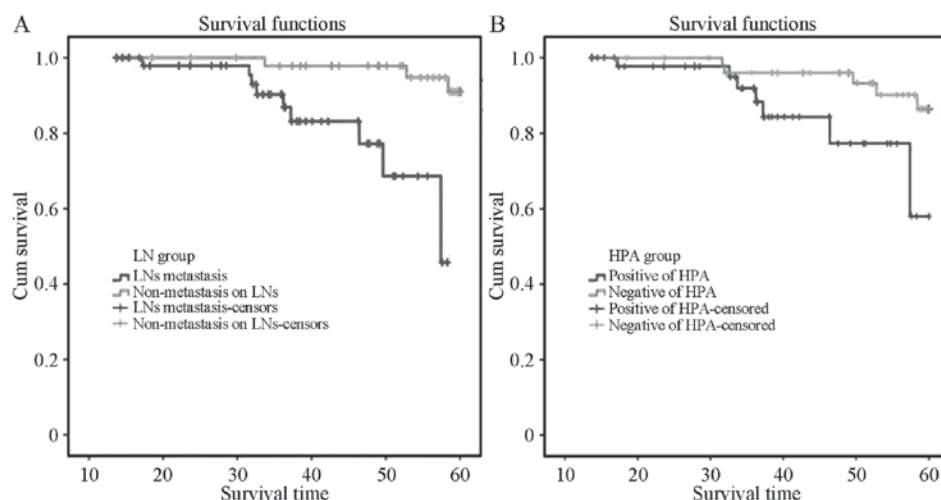 A
Survival functions
1.0
0.8
0.6
0.4
0.2
0
Cum survival
LN group
LNs metastasis
Non-metastasis on LNs
LNs metastasis-censors
Non-metastasis on LNs-censors
10 20 30 40 50 60
Survival time
B
Survival functions
1.0
0.8
0.6
0.4
0.2
0
Cum survival
HPA group
Positive of HPA
Negative of HPA
Positive of HPA-censored
Negative of HPA-censored
10 20 30 40 50 60
Survival time